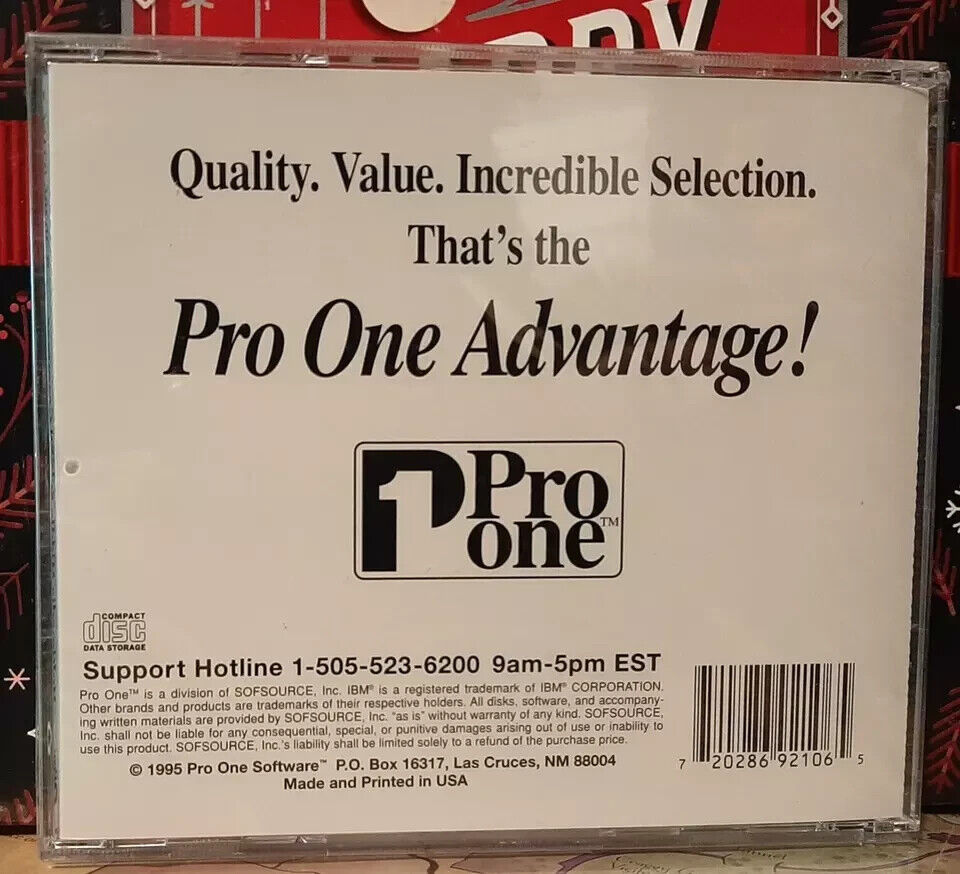 Quality. Value. Incredible Selection.
That's the
Pro One Advantage!
1 Pro
one™
COMPACT
disc
DATA STORAGE
Support Hotline 1-505-523-6200 9am-5pm EST
Pro One™ is a division of SOFSOURCE, Inc. IBM® is a registered trademark of IBM® CORPORATION.
Other brands and products are trademarks of their respective holders. All disks, software, and accompany-
ing written materials are provided by SOFSOURCE, Inc. "as is" without warranty of any kind. SOFSOURCE,
Inc. shall not be liable for any consequential, special, or punitive damages arising out of use or inability to
use this product. SOFSOURCE, Inc.'s liability shall be limited solely to a refund of the purchase price.
© 1995 Pro One Software™ P.O. Box 16317, Las Cruces, NM 88004
Made and Printed in USA
7 20286 92106 5